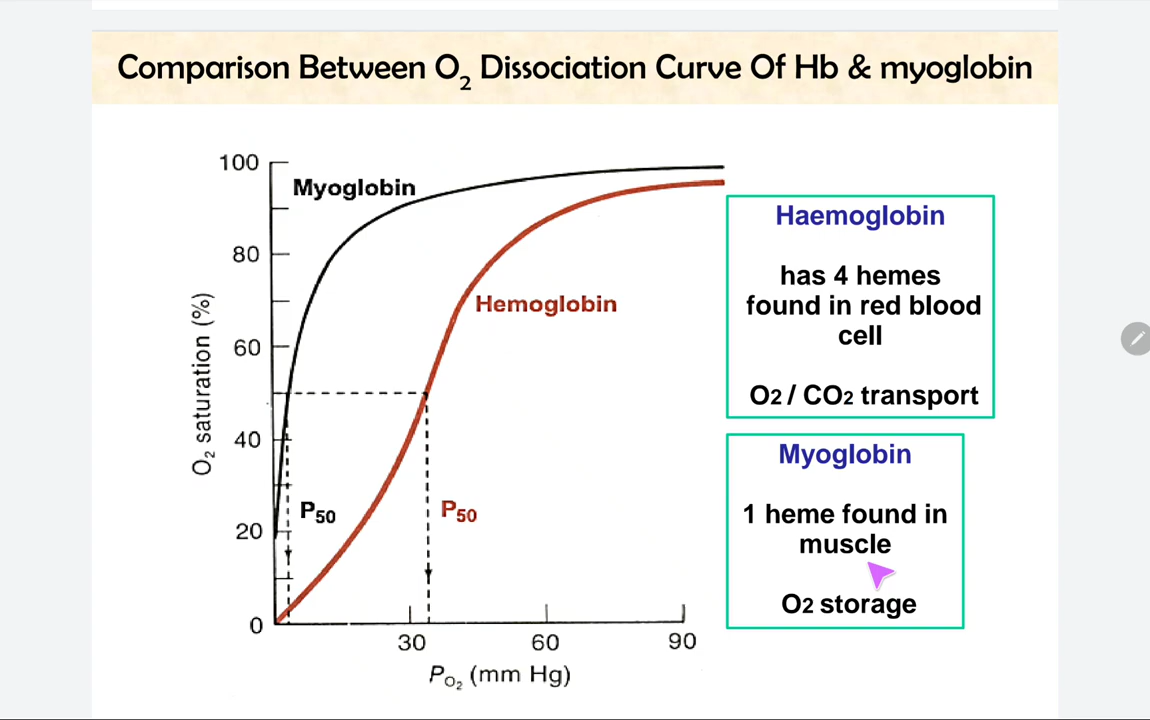 Comparison Between O2 Dissociation Curve Of Hb & myoglobin
100
80
60
40
20
0
O2 saturation (%)
Myoglobin
Hemoglobin
P50
P50
30
60
90
PO2 (mm Hg)
Haemoglobin
has 4 hemes
found in red blood
cell
O2 / CO2 transport
Myoglobin
1 heme found in
muscle
O2 storage